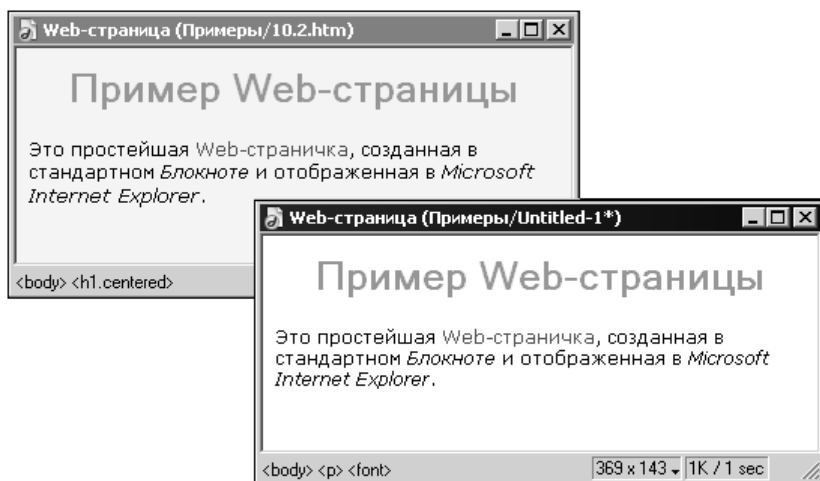 Web-страница (Примеры/10.2.htm)
Пример Web-страницы
Это простейшая Web-страничка, созданная в
стандартном Блокноте и отображенная в Microsoft
Internet Explorer.
<body> <h1.centered>
Web-страница (Примеры/Untitled-1*)
Пример Web-страницы
Это простейшая Web-страничка, созданная в
стандартном Блокноте и отображенная в Microsoft
Internet Explorer.
<body> <p> <font>
369 x 143
1K / 1 sec